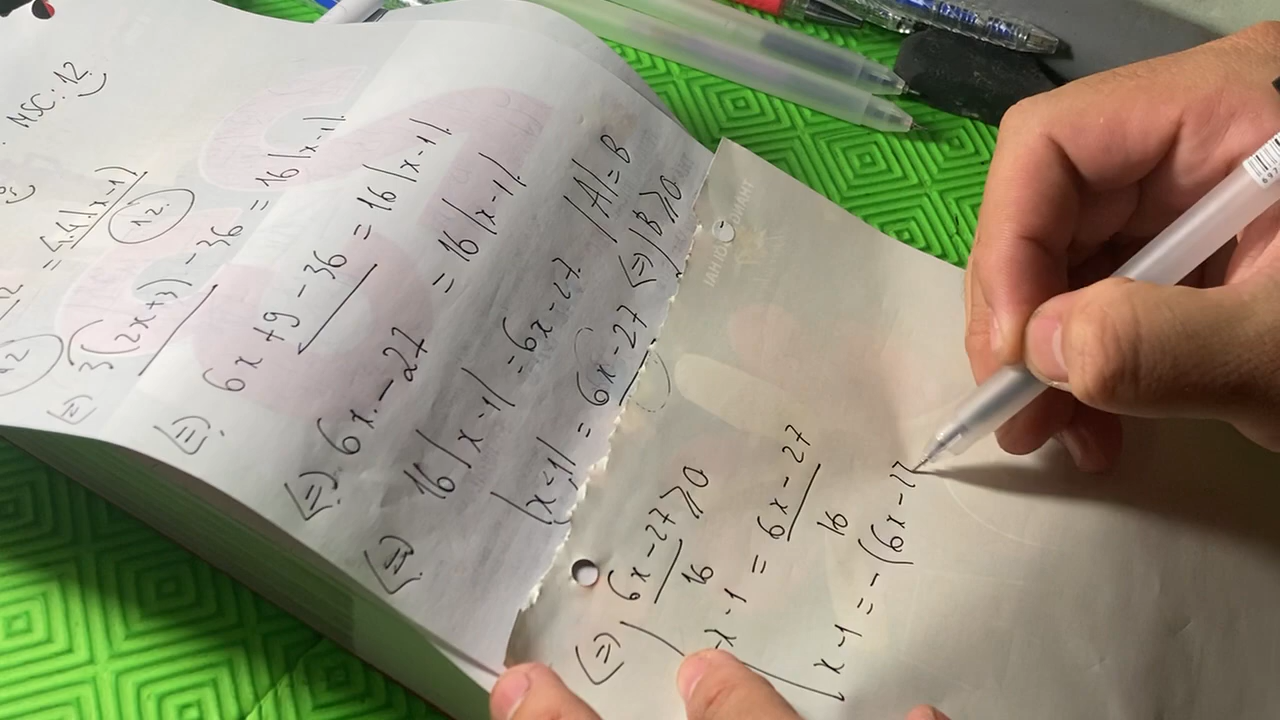 MSC: 12
12
= 4.4|x-1|
12
(=) 3(2x+3) - 36 = 16|x-1|.
(=). 6x + 9 - 36 = 16|x-1|.
(=). 6x - 27 = 16|x-1|.
(=). 16|x-1| = 6x - 27
|x-1| = 6x - 27
|A| = B
(=) B ⩾ 0
(=) 6x - 27 ⩾ 0
16
x - 1 = 6x - 27
16
x - 1 = -(6x - 2